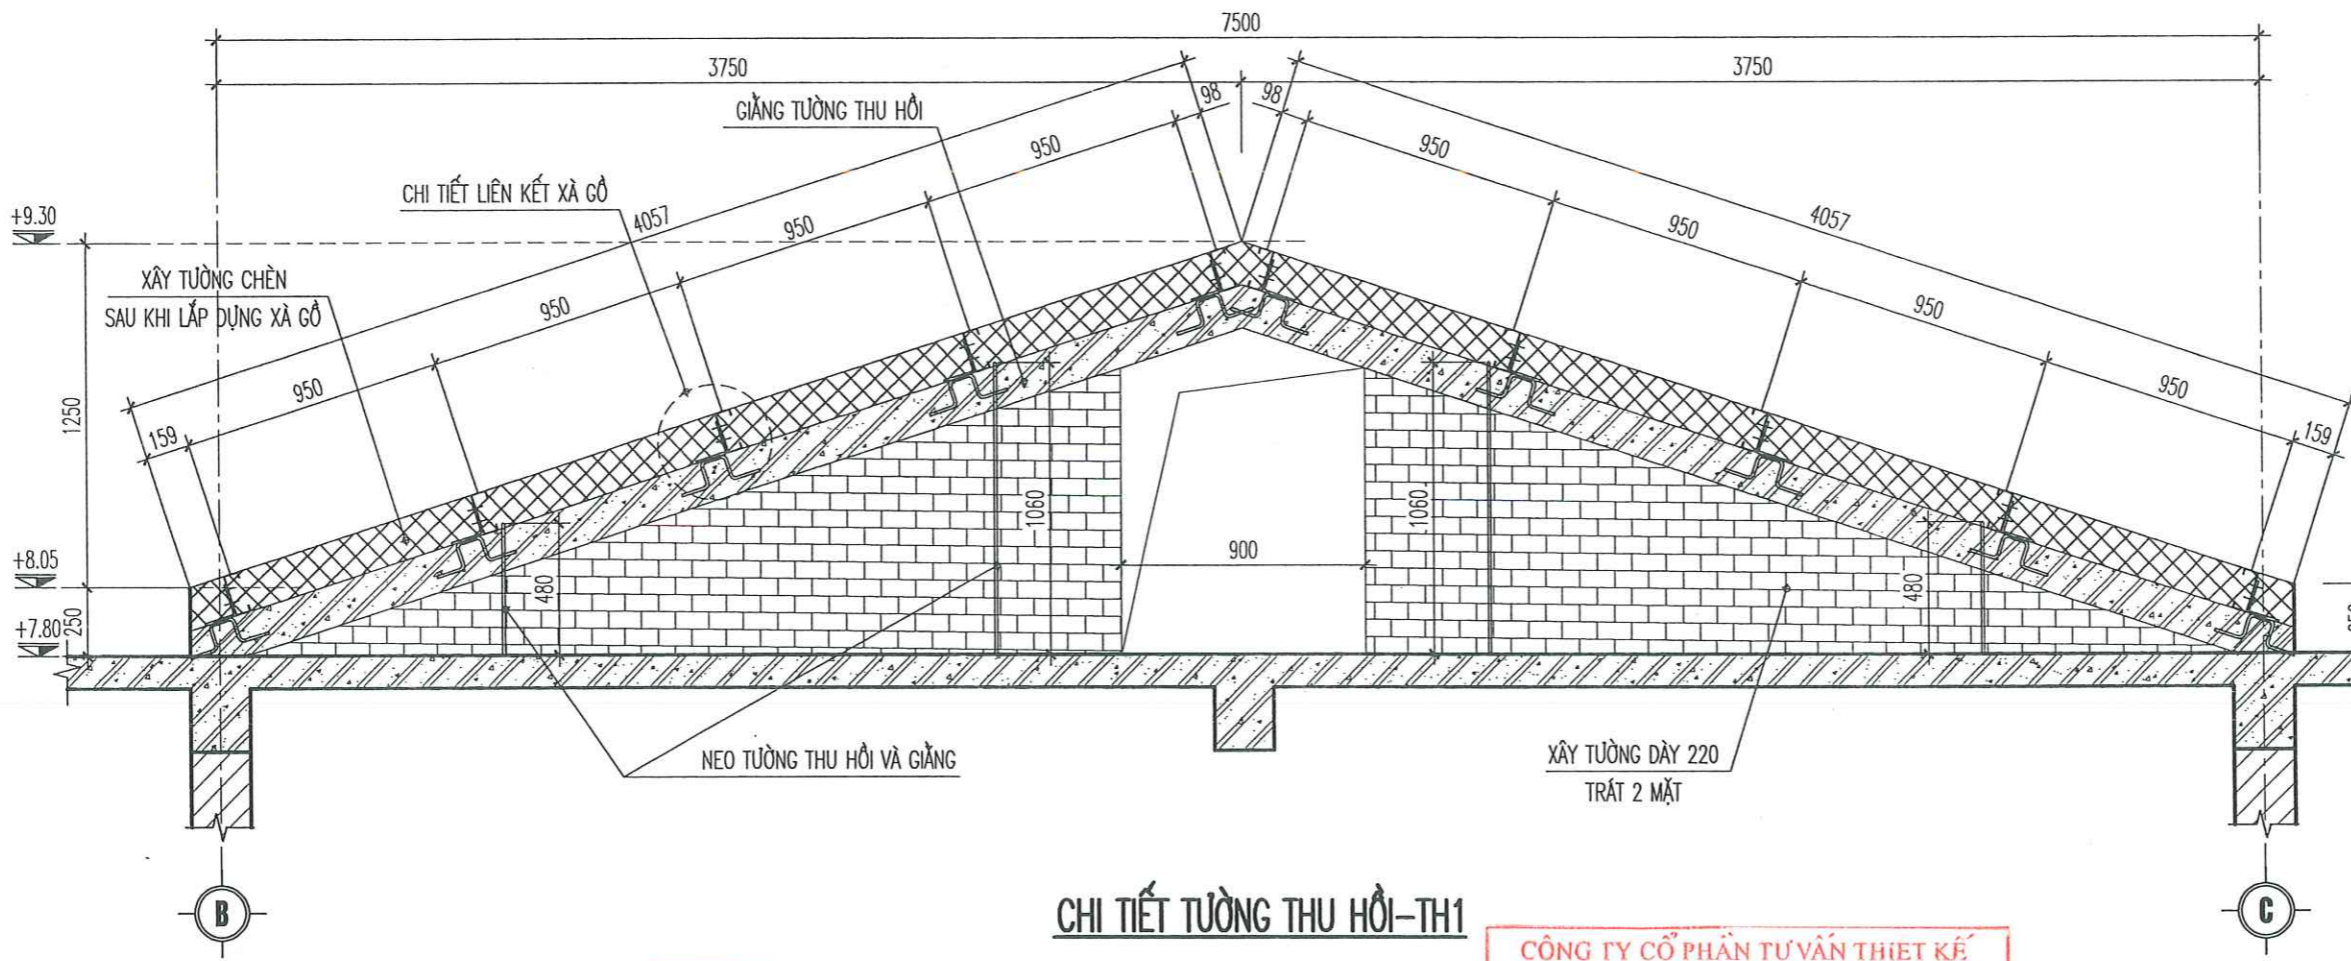 7500
3750
3750
98
98
GIẰNG TƯỜNG THU HỒI
950
950
CHI TIẾT LIÊN KẾT XÀ GỒ
4057
4057
950
950
+9.30
XÂY TƯỜNG CHÈN
SAU KHI LẮP DỰNG XÀ GỒ
950
950
950
950
1250
159
159
1060
1060
900
+8.05
480
480
+7.80
250
NEO TƯỜNG THU HỒI VÀ GIẰNG
XÂY TƯỜNG DÀY 220
TRÁT 2 MẶT
B
C
CHI TIẾT TƯỜNG THU HỒI-TH1
CÔNG TY CỔ PHẦN TƯ VẤN THIẾT KẾ